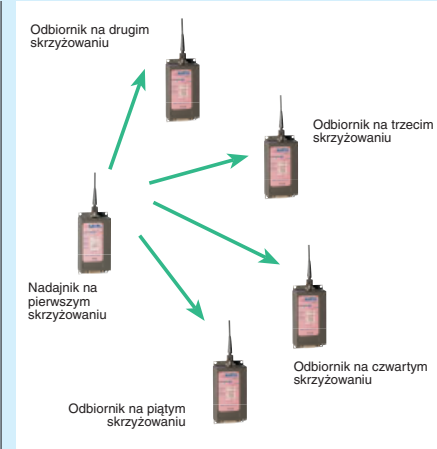 Odbiornik na drugim
skrzyżowaniu
Odbiornik na trzecim
skrzyżowaniu
Nadajnik na
pierwszym
skrzyżowaniu
Odbiornik na czwartym
skrzyżowaniu
Odbiornik na piątym
skrzyżowaniu